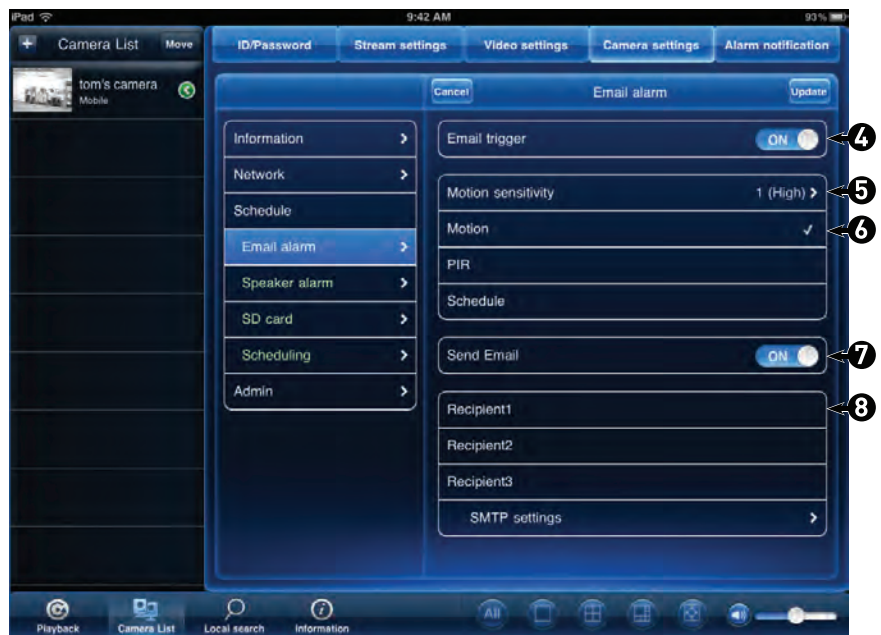 iPad 9:42 AM 93%
+ Camera List Move
ID/Password Stream settings Video settings Camera settings Alarm notification
tom's camera
Mobile
Cancel Email alarm Update
Information
Network
Schedule
Email alarm
Speaker alarm
SD card
Scheduling
Admin
Email trigger ON 4
Motion sensitivity 1 (High) 5
Motion ✓ 6
PIR
Schedule
Send Email ON 7
Recipient1 8
Recipient2
Recipient3
SMTP settings
Playback Camera List Local search Information All